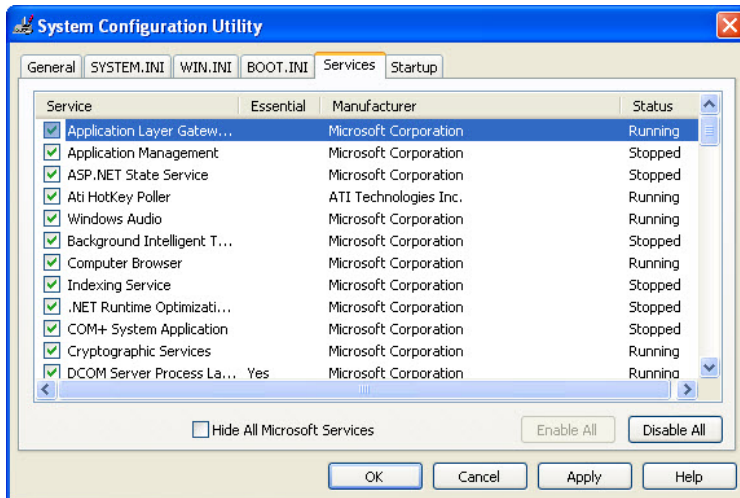 System Configuration Utility
General SYSTEM.INI WIN.INI BOOT.INI Services Startup
Service Essential Manufacturer Status
Application Layer Gatew... Microsoft Corporation Running
Application Management Microsoft Corporation Stopped
ASP.NET State Service Microsoft Corporation Stopped
Ati HotKey Poller ATI Technologies Inc. Running
Windows Audio Microsoft Corporation Running
Background Intelligent T... Microsoft Corporation Stopped
Computer Browser Microsoft Corporation Running
Indexing Service Microsoft Corporation Stopped
.NET Runtime Optimizati... Microsoft Corporation Stopped
COM+ System Application Microsoft Corporation Stopped
Cryptographic Services Microsoft Corporation Running
DCOM Server Process La... Yes Microsoft Corporation Running
Hide All Microsoft Services Enable All Disable All
OK Cancel Apply Help